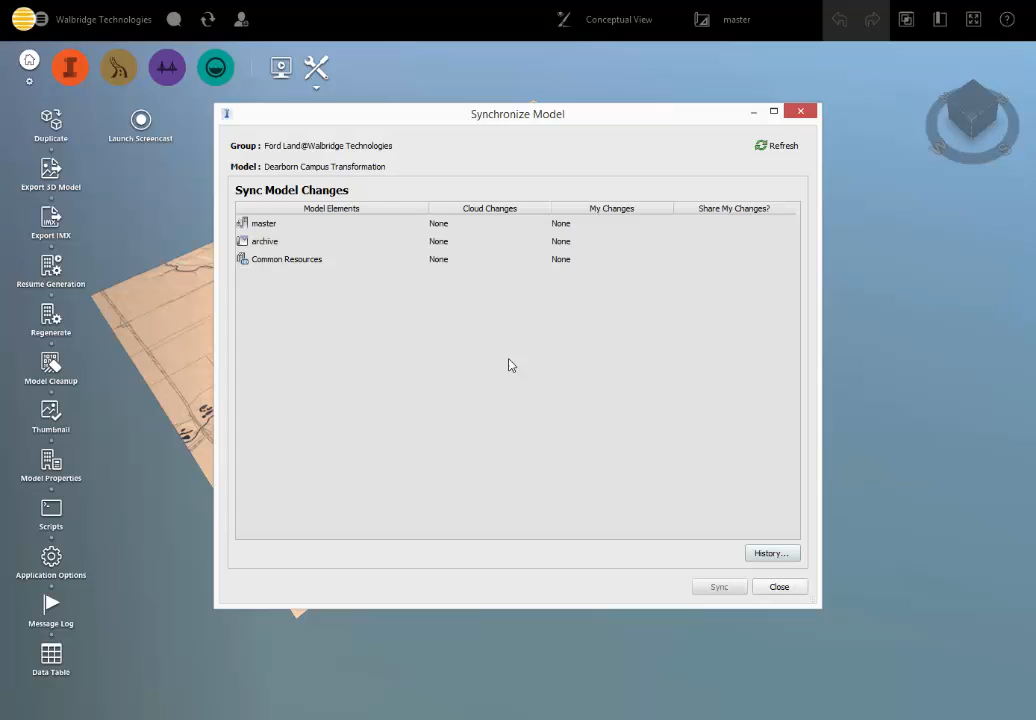 Walbridge Technologies
Conceptual View
master
Duplicate
Launch Screencast
Export 3D Model
Export IMX
Resume Generation
Regenerate
Model Cleanup
Thumbnail
Model Properties
Scripts
Application Options
Message Log
Data Table
Synchronize Model
Group : Ford Land@Walbridge Technologies
Refresh
Model : Dearborn Campus Transformation
Sync Model Changes
Model Elements Cloud Changes My Changes Share My Changes?
master None None
archive None None
Common Resources None None
History...
Sync Close